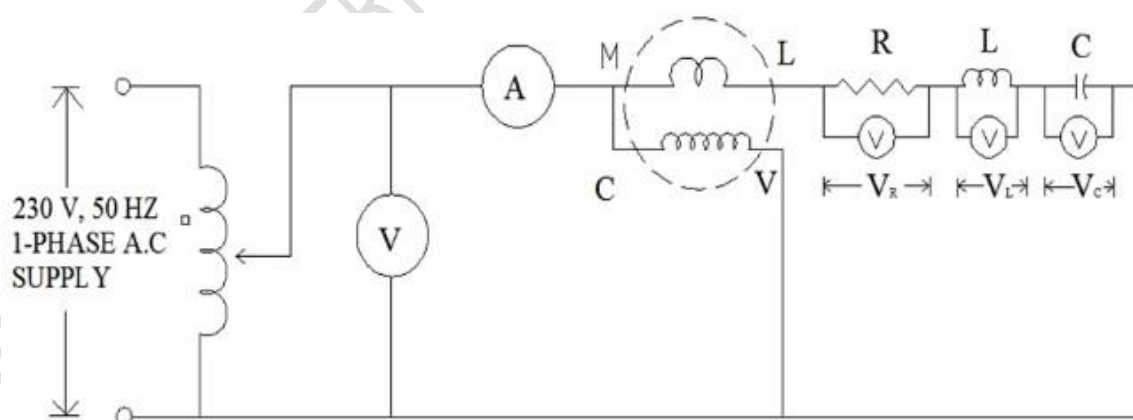 M
L
R
L
C
A
V
V
V
C
V
V_R
V_L
V_C
230 V, 50 HZ
1-PHASE A.C
SUPPLY
V